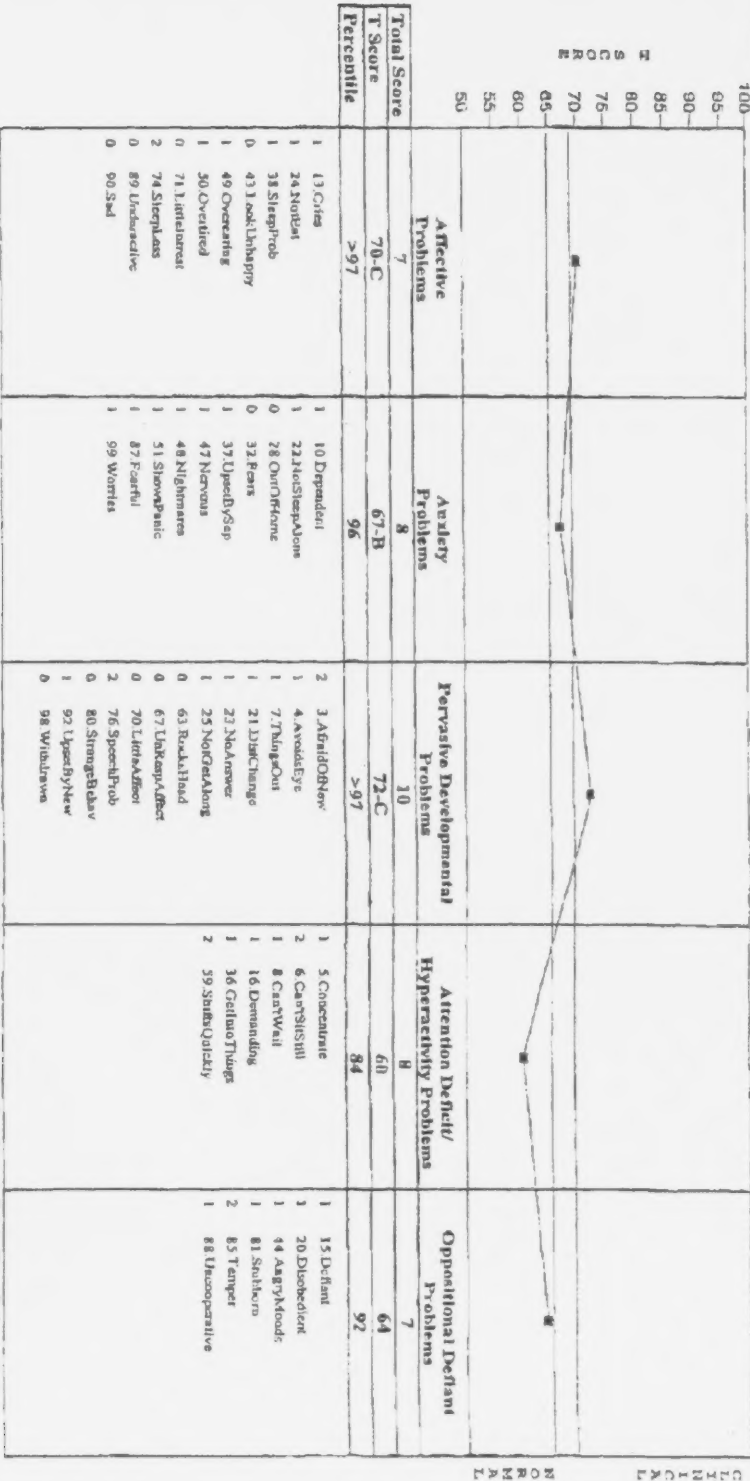 100
95
90
85
80
75
70
65
60
55
50
T SCORE
CLINICAL
NORMAL
Affective Problems
Anxiety Problems
Pervasive Developmental Problems
Attention Deficit/ Hyperactivity Problems
Oppositional Defiant Problems
Total Score 7 8 10 8 7
T Score 70-C 67-B 72-C 60 64
Percentile >97 96 >97 84 92
1 13.Cries
1 24.NotEat
1 38.SleepProb
0 43.LookUnhappy
1 49.Overeating
1 50.Overtired
0 71.LittleInterest
2 74.SleepLess
0 89.Underactive
0 90.Sad
1 10.Dependent
1 22.NotSleepAlone
0 28.OutOfHome
0 32.Fears
1 37.UpsetBySep
1 47.Nervous
1 48.Nightmares
1 51.ShowsPanic
1 87.Fearful
1 99.Worries
2 3.AfraidOfNew
1 4.AvoidsEye
1 7.ThingsOut
1 21.DistChange
1 23.NoAnswer
1 25.NotGetAlong
0 63.RocksHead
0 67.UnRespAffect
0 70.LittleAffect
2 76.SpeechProb
0 80.StrangeBehav
1 92.UpsetByNew
0 98.Withdrawn
1 5.Concentrate
2 6.Can'tSitStill
1 8.Can'tWait
1 16.Demanding
1 36.GetIntoThings
2 59.ShiftsQuickly
1 15.Defiant
1 20.Disobedient
1 44.AngryMoods
1 81.Stubborn
2 85.Temper
1 88.Uncooperative